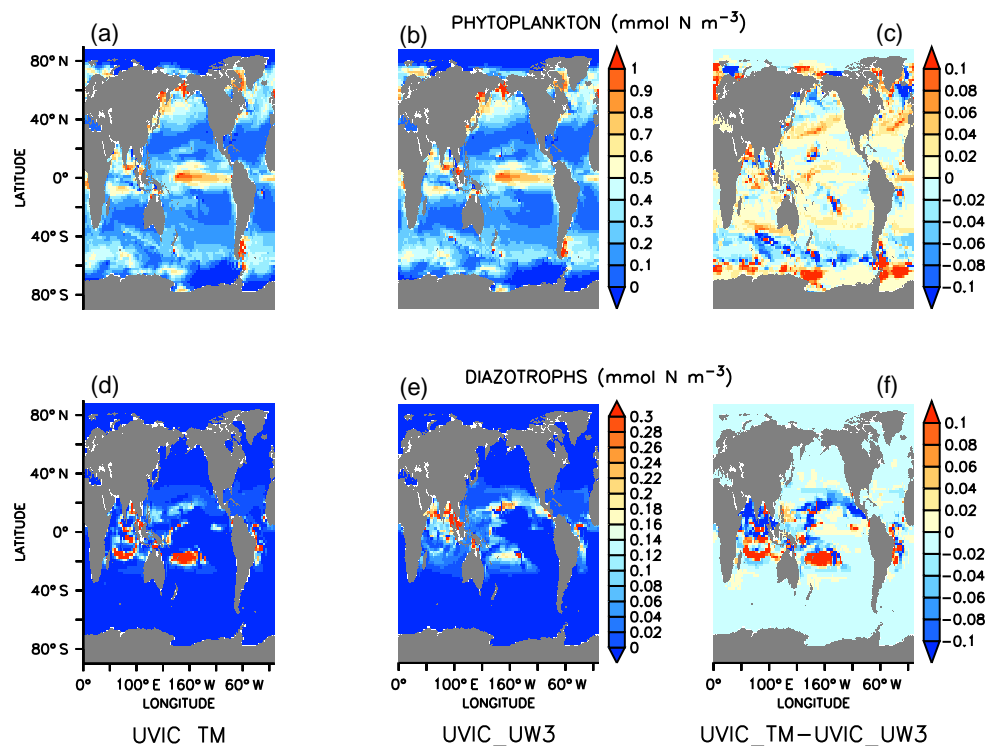 PHYTOPLANKTON (mmol N m⁻³)
(a)
(b)
(c)
80° N
40° N
0°
40° S
80° S
LATITUDE
1
0.9
0.8
0.7
0.6
0.5
0.4
0.3
0.2
0.1
0
0.1
0.08
0.06
0.04
0.02
0
−0.02
−0.04
−0.06
−0.08
−0.1
DIAZOTROPHS (mmol N m⁻³)
(d)
(e)
(f)
80° N
40° N
0°
40° S
80° S
LATITUDE
0.3
0.28
0.26
0.24
0.22
0.2
0.18
0.16
0.14
0.12
0.1
0.08
0.06
0.04
0.02
0
0.1
0.08
0.06
0.04
0.02
0
−0.02
−0.04
−0.06
−0.08
−0.1
0° 100° E 160° W 60° W
LONGITUDE
0° 100° E 160° W 60° W
LONGITUDE
0° 100° E 160° W 60° W
LONGITUDE
UVIC TM
UVIC_UW3
UVIC_TM−UVIC_UW3